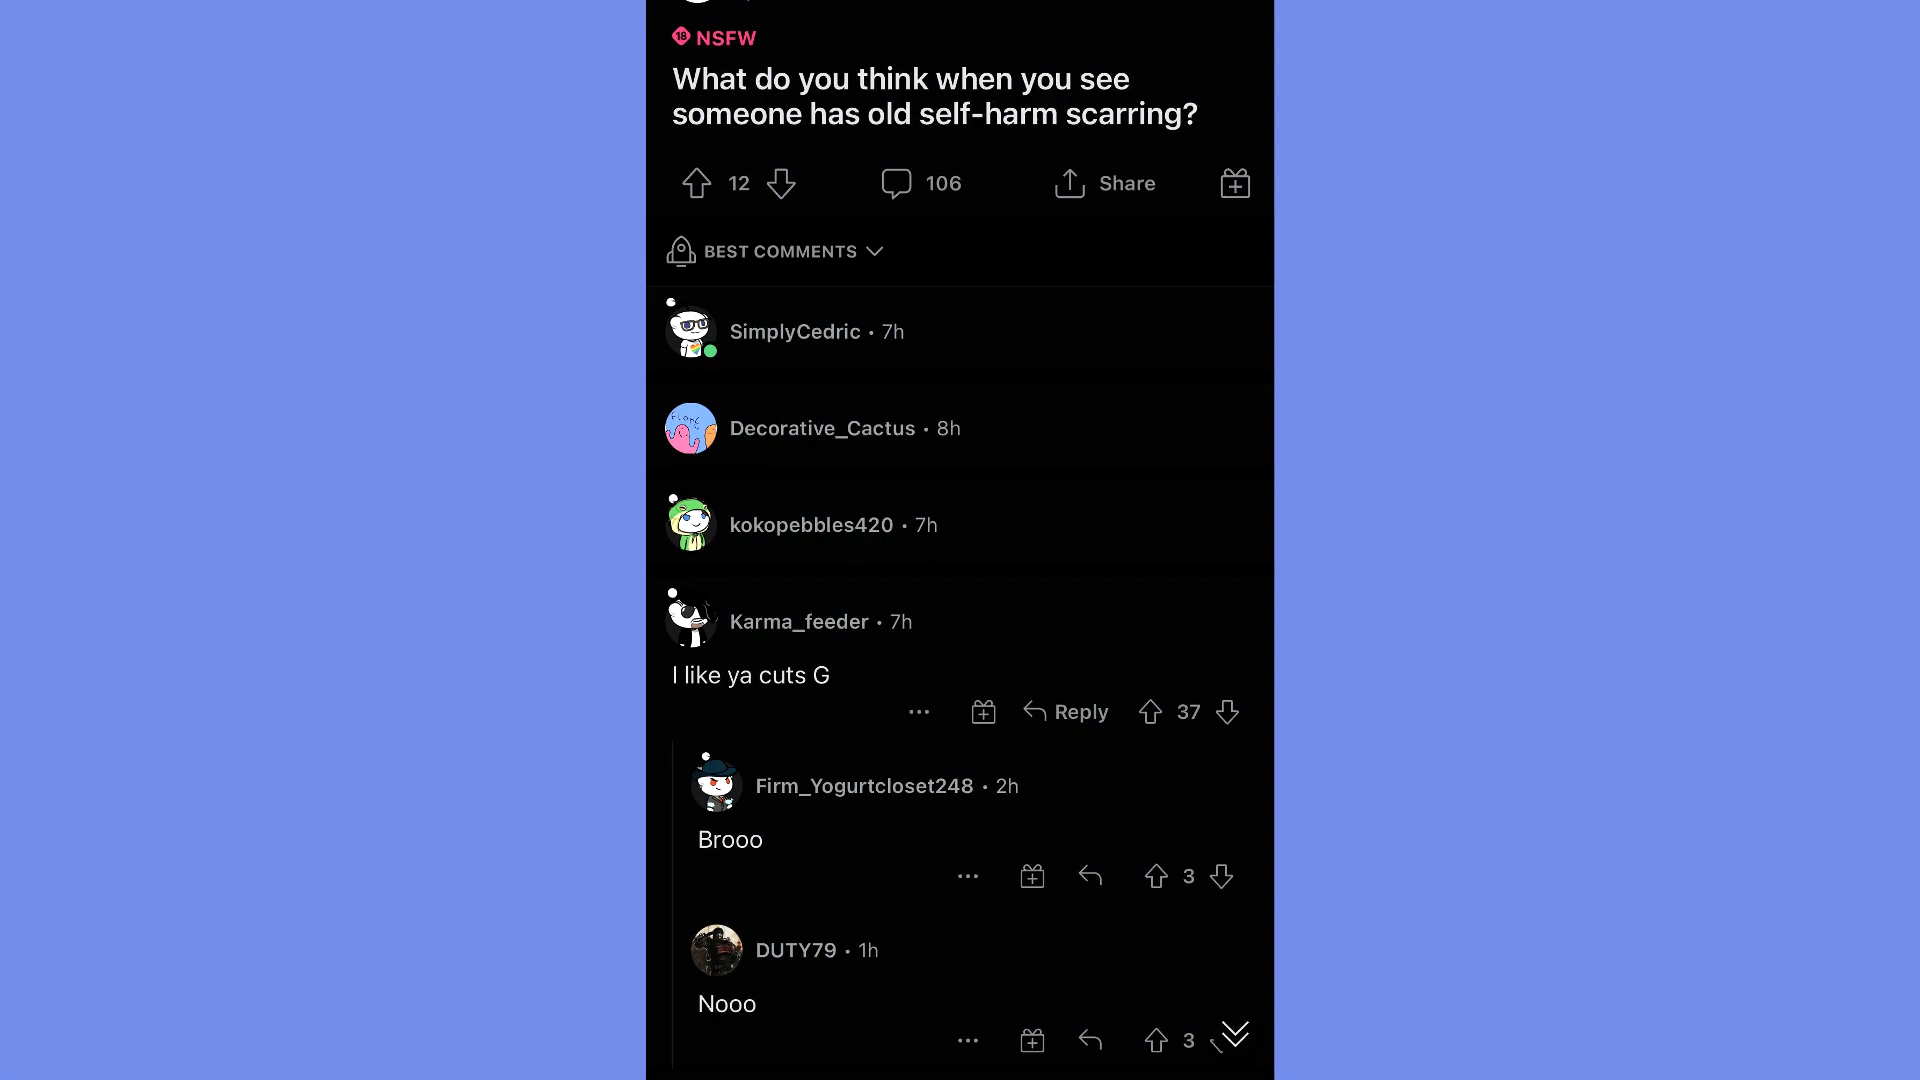 18 NSFW
What do you think when you see
someone has old self-harm scarring?
12 106 Share
BEST COMMENTS
SimplyCedric • 7h
Decorative_Cactus • 8h
kokopebbles420 • 7h
Karma_feeder • 7h
I like ya cuts G
... Reply 37
Firm_Yogurtcloset248 • 2h
Brooo
... 3
DUTY79 • 1h
Nooo
... 3